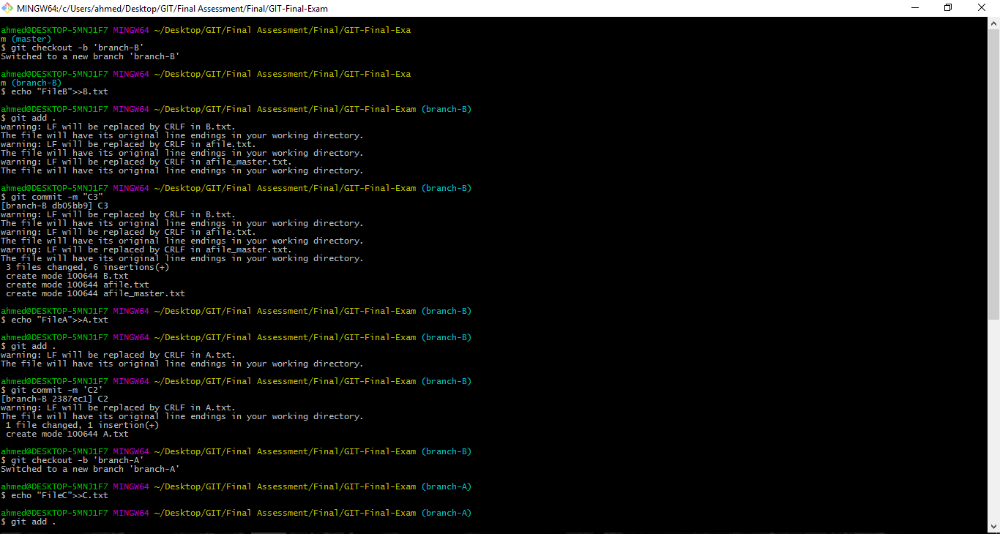 MINGW64:/c/Users/ahmed/Desktop/GIT/Final Assessment/Final/GIT-Final-Exam
ahmed@DESKTOP-5MNJ1F7 MINGW64 ~/Desktop/GIT/Final Assessment/Final/GIT-Final-Exa
m (master)
$ git checkout -b 'branch-B'
Switched to a new branch 'branch-B'
ahmed@DESKTOP-5MNJ1F7 MINGW64 ~/Desktop/GIT/Final Assessment/Final/GIT-Final-Exa
m (branch-B)
$ echo "FileB">>B.txt
ahmed@DESKTOP-5MNJ1F7 MINGW64 ~/Desktop/GIT/Final Assessment/Final/GIT-Final-Exam (branch-B)
$ git add .
warning: LF will be replaced by CRLF in B.txt.
The file will have its original line endings in your working directory.
warning: LF will be replaced by CRLF in afile.txt.
The file will have its original line endings in your working directory.
warning: LF will be replaced by CRLF in afile_master.txt.
The file will have its original line endings in your working directory.
ahmed@DESKTOP-5MNJ1F7 MINGW64 ~/Desktop/GIT/Final Assessment/Final/GIT-Final-Exam (branch-B)
$ git commit -m "C3"
[branch-B db05bb9] C3
warning: LF will be replaced by CRLF in B.txt.
The file will have its original line endings in your working directory.
warning: LF will be replaced by CRLF in afile.txt.
The file will have its original line endings in your working directory.
warning: LF will be replaced by CRLF in afile_master.txt.
The file will have its original line endings in your working directory.
3 files changed, 6 insertions(+)
create mode 100644 B.txt
create mode 100644 afile.txt
create mode 100644 afile_master.txt
ahmed@DESKTOP-5MNJ1F7 MINGW64 ~/Desktop/GIT/Final Assessment/Final/GIT-Final-Exam (branch-B)
$ echo "FileA">>A.txt
ahmed@DESKTOP-5MNJ1F7 MINGW64 ~/Desktop/GIT/Final Assessment/Final/GIT-Final-Exam (branch-B)
$ git add .
warning: LF will be replaced by CRLF in A.txt.
The file will have its original line endings in your working directory.
ahmed@DESKTOP-5MNJ1F7 MINGW64 ~/Desktop/GIT/Final Assessment/Final/GIT-Final-Exam (branch-B)
$ git commit -m 'C2'
[branch-B 2387ec1] C2
warning: LF will be replaced by CRLF in A.txt.
The file will have its original line endings in your working directory.
1 file changed, 1 insertion(+)
create mode 100644 A.txt
ahmed@DESKTOP-5MNJ1F7 MINGW64 ~/Desktop/GIT/Final Assessment/Final/GIT-Final-Exam (branch-B)
$ git checkout -b 'branch-A'
Switched to a new branch 'branch-A'
ahmed@DESKTOP-5MNJ1F7 MINGW64 ~/Desktop/GIT/Final Assessment/Final/GIT-Final-Exam (branch-A)
$ echo "FileC">>C.txt
ahmed@DESKTOP-5MNJ1F7 MINGW64 ~/Desktop/GIT/Final Assessment/Final/GIT-Final-Exam (branch-A)
$ git add .